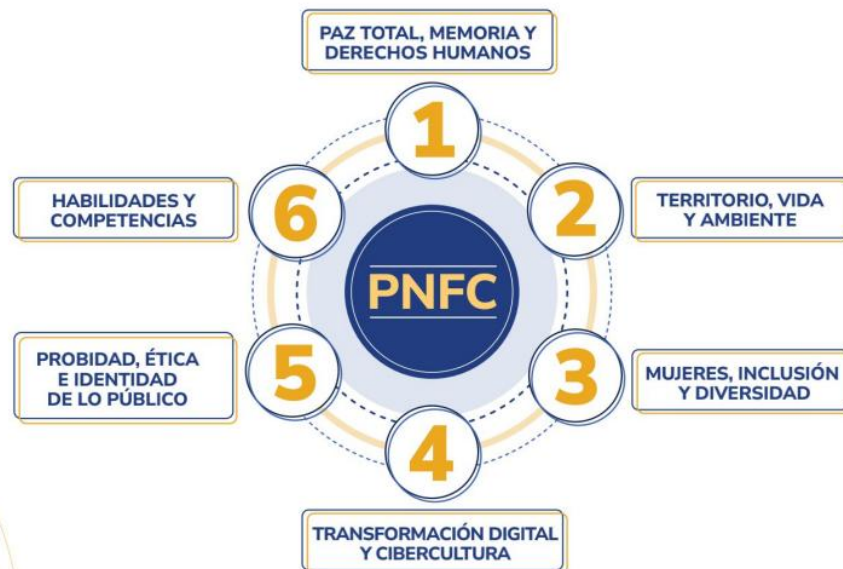 PAZ TOTAL, MEMORIA Y
DERECHOS HUMANOS
1
2
TERRITORIO, VIDA
Y AMBIENTE
3
MUJERES, INCLUSIÓN
Y DIVERSIDAD
4
TRANSFORMACIÓN DIGITAL
Y CIBERCULTURA
5
PROBIDAD, ÉTICA
E IDENTIDAD
DE LO PÚBLICO
6
HABILIDADES Y
COMPETENCIAS
PNFC